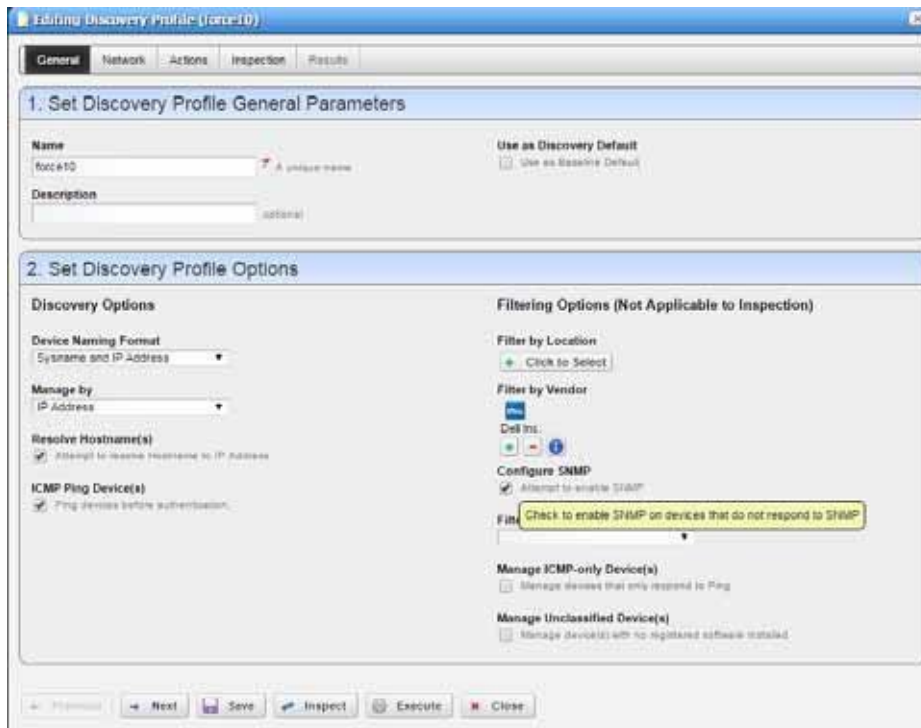 Editing Discovery Profile (force10)
General Network Actions Inspection Results
1. Set Discovery Profile General Parameters
Name
force10
A unique name
Description
optional
Use as Discovery Default
Use as Baseline Default
2. Set Discovery Profile Options
Discovery Options
Device Naming Format
Sysname and IP Address
Manage by
IP Address
Resolve Hostname(s)
Attempt to resolve Hostname to IP Address
ICMP Ping Device(s)
Ping devices before authentication.
Filtering Options (Not Applicable to Inspection)
Filter by Location
Click to Select
Filter by Vendor
Dell Inc.
Configure SNMP
Attempt to enable SNMP
Check to enable SNMP on devices that do not respond to SNMP
Manage ICMP-only Device(s)
Manage devices that only respond to Ping
Manage Unclassified Device(s)
Manage device(s) with no registered software installed
Previous Next Save Inspect Execute Close